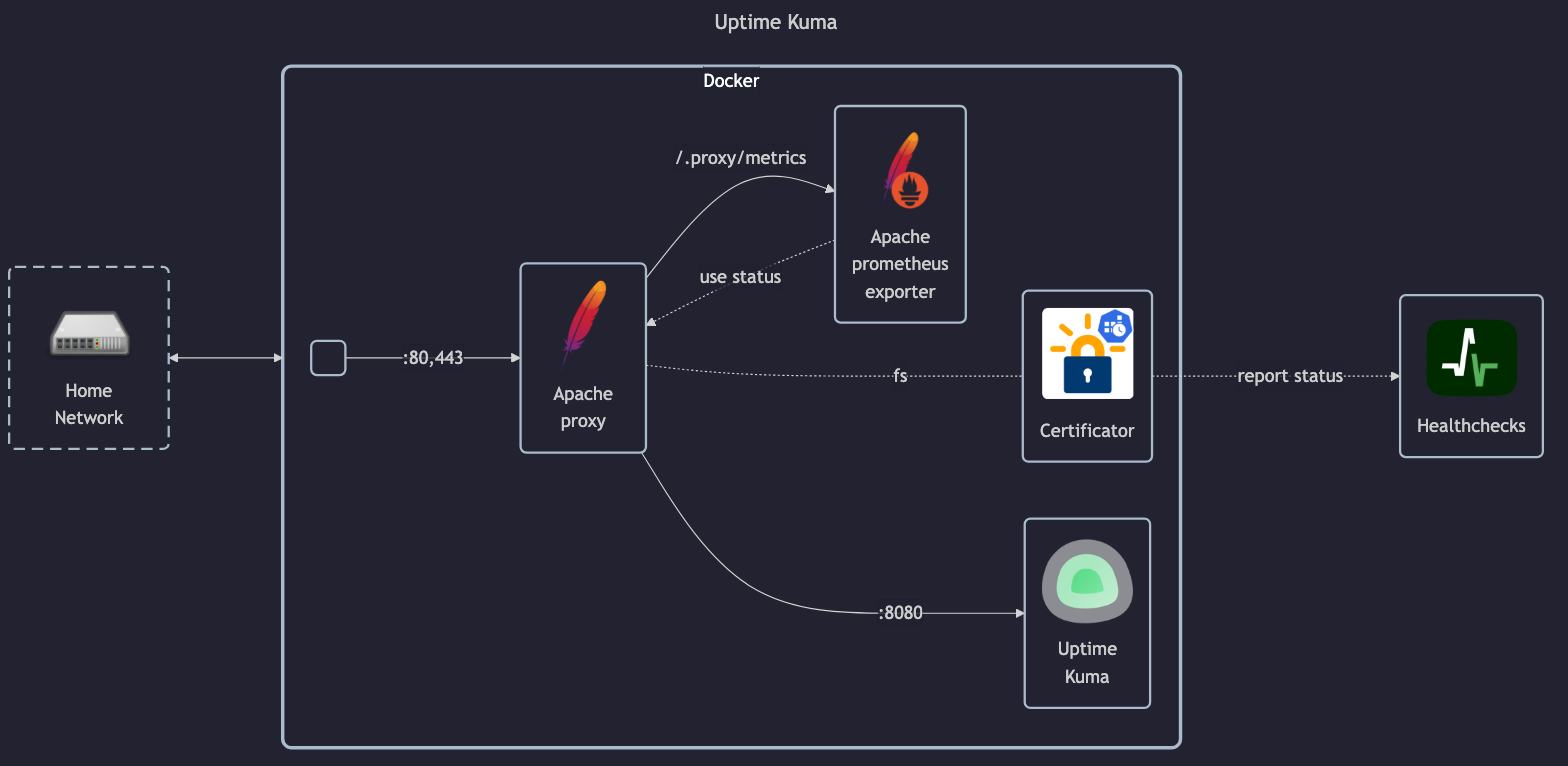 Uptime Kuma
Docker
/.proxy/metrics
Apache
prometheus
exporter
use status
Home
Network
:80,443
Apache
proxy
fs
Certificator
report status
Healthchecks
:8080
Uptime
Kuma